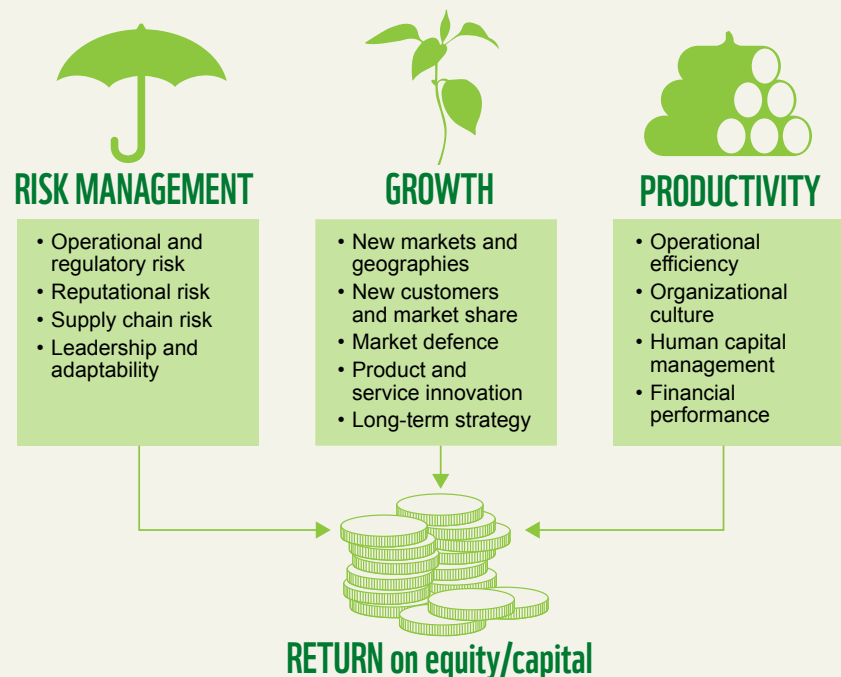 RISK MANAGEMENT
• Operational and
regulatory risk
• Reputational risk
• Supply chain risk
• Leadership and
adaptability
GROWTH
• New markets and
geographies
• New customers
and market share
• Market defence
• Product and
service innovation
• Long-term strategy
PRODUCTIVITY
• Operational
efficiency
• Organizational
culture
• Human capital
management
• Financial
performance
RETURN on equity/capital